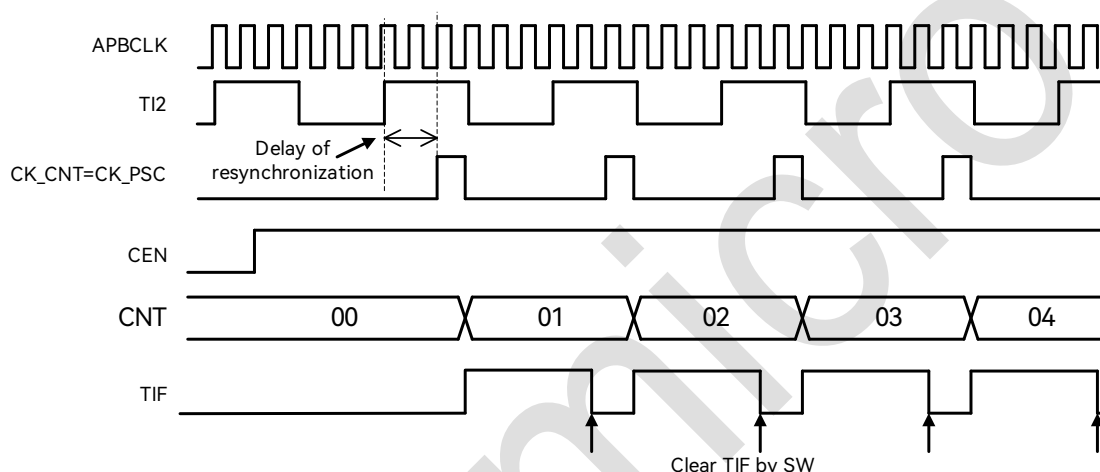 APBCLK
TI2
Delay of
resynchronization
CK_CNT=CK_PSC
CEN
CNT 00 01 02 03 04
TIF
Clear TIF by SW
micro